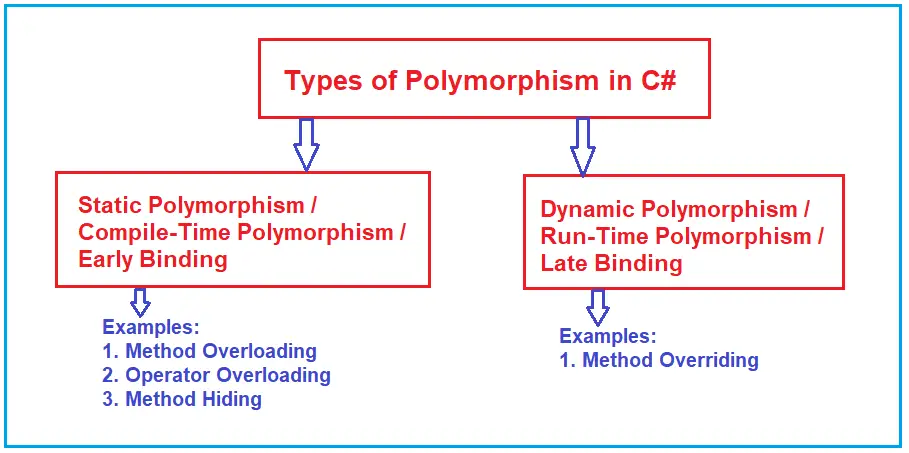 Types of Polymorphism in C#
Static Polymorphism /
Compile-Time Polymorphism /
Early Binding
Examples:
1. Method Overloading
2. Operator Overloading
3. Method Hiding
Dynamic Polymorphism /
Run-Time Polymorphism /
Late Binding
Examples:
1. Method Overriding